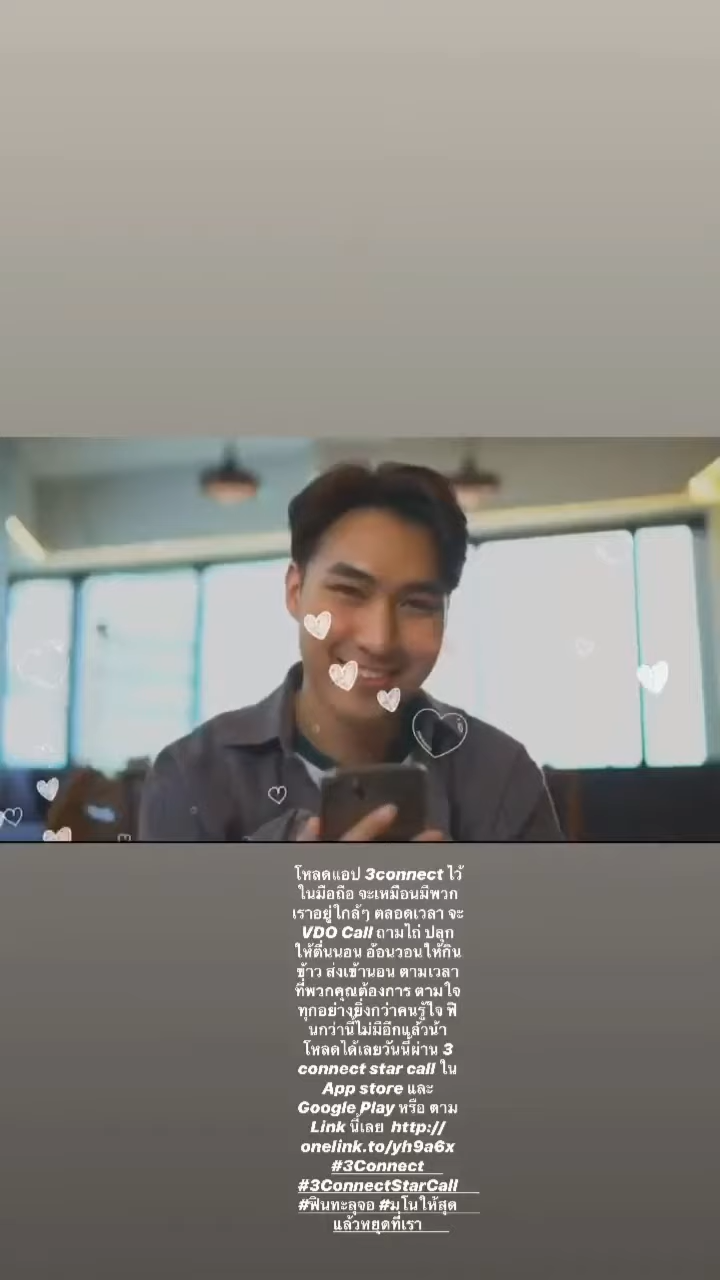 โหลดแอป 3connect ไว้
ในมือถือ จะเหมือนมีพวก
เราอยู่ใกล้ๆ ตลอดเวลา จะ
VDO Call ถามไถ่ ปลุก
ให้ตื่นนอน อ้อนวอนให้กิน
ข้าว ส่งเข้านอน ตามเวลา
ที่พวกคุณต้องการ ตามใจ
ทุกอย่างยิ่งกว่าคนรู้ใจ ฟิ
นกว่านี้ไม่มีอีกแล้วน้า
โหลดได้เลยวันนี้ผ่าน 3
connect star call ใน
App store และ
Google Play หรือ ตาม
Link นี้เลย http://
onelink.to/yh9a6x
#3Connect
#3ConnectStarCall
#ฟินทะลุจอ #มโนให้สุด
แล้วหยุดที่เรา